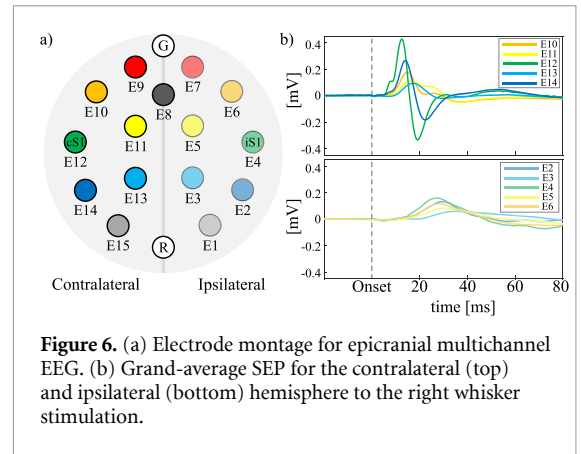 a)
G
E9
E7
E10
E8
E6
cS1
E12
E11
E5
iS1
E4
E14
E13
E3
E2
E15
R
E1
Contralateral
Ipsilateral
b)
0.4
0.2
0
-0.2
-0.4
[mV]
E10
E11
E12
E13
E14
0.4
0.2
0
-0.2
-0.4
[mV]
E2
E3
E4
E5
E6
Onset 20 40 60 80
time [ms]
Figure 6. (a) Electrode montage for epicranial multichannel
EEG. (b) Grand-average SEP for the contralateral (top)
and ipsilateral (bottom) hemisphere to the right whisker
stimulation.